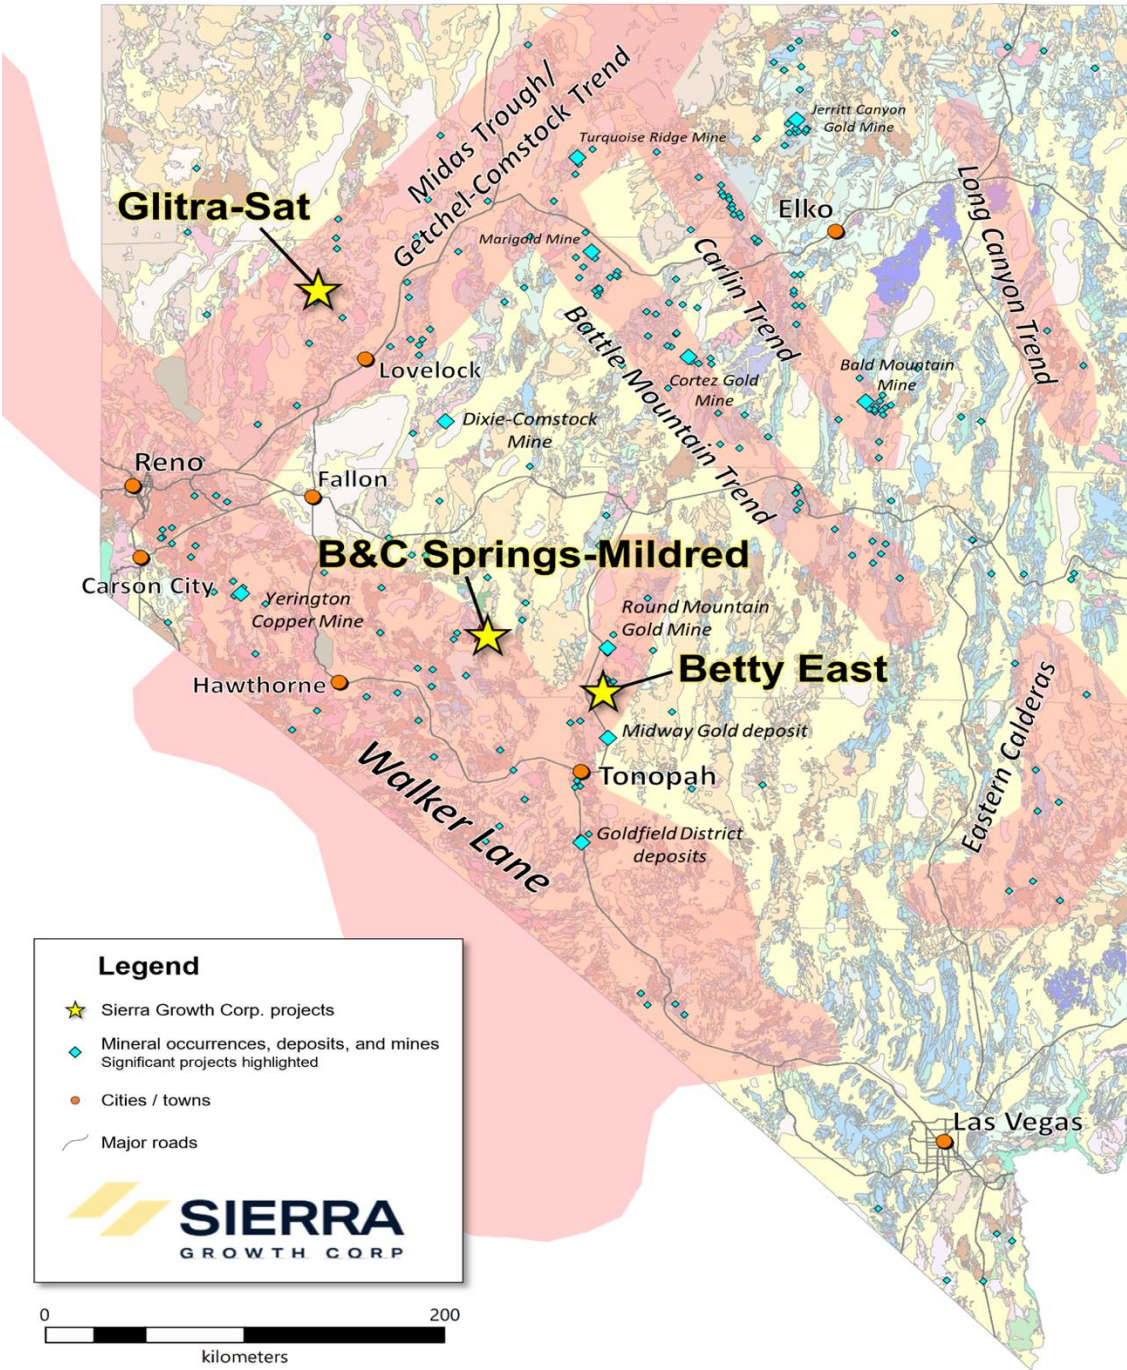 Midas Trough/
Getchel-Comstock Trend
Jerritt Canyon
Gold Mine
Turquoise Ridge Mine
Glitra-Sat
Elko
Long Canyon Trend
Marigold Mine
Carlin Trend
Battle Mountain Trend
Lovelock
Cortez Gold
Mine
Bald Mountain
Mine
Dixie-Comstock
Mine
Reno
Fallon
B&C Springs-Mildred
Carson City
Yerington
Copper Mine
Round Mountain
Gold Mine
Betty East
Hawthorne
Midway Gold deposit
Eastern Calderas
Walker Lane
Tonopah
Goldfield District
deposits
Las Vegas
Legend
Sierra Growth Corp. projects
Mineral occurrences, deposits, and mines
Significant projects highlighted
Cities / towns
Major roads
SIERRA
GROWTH CORP
0 200
kilometers